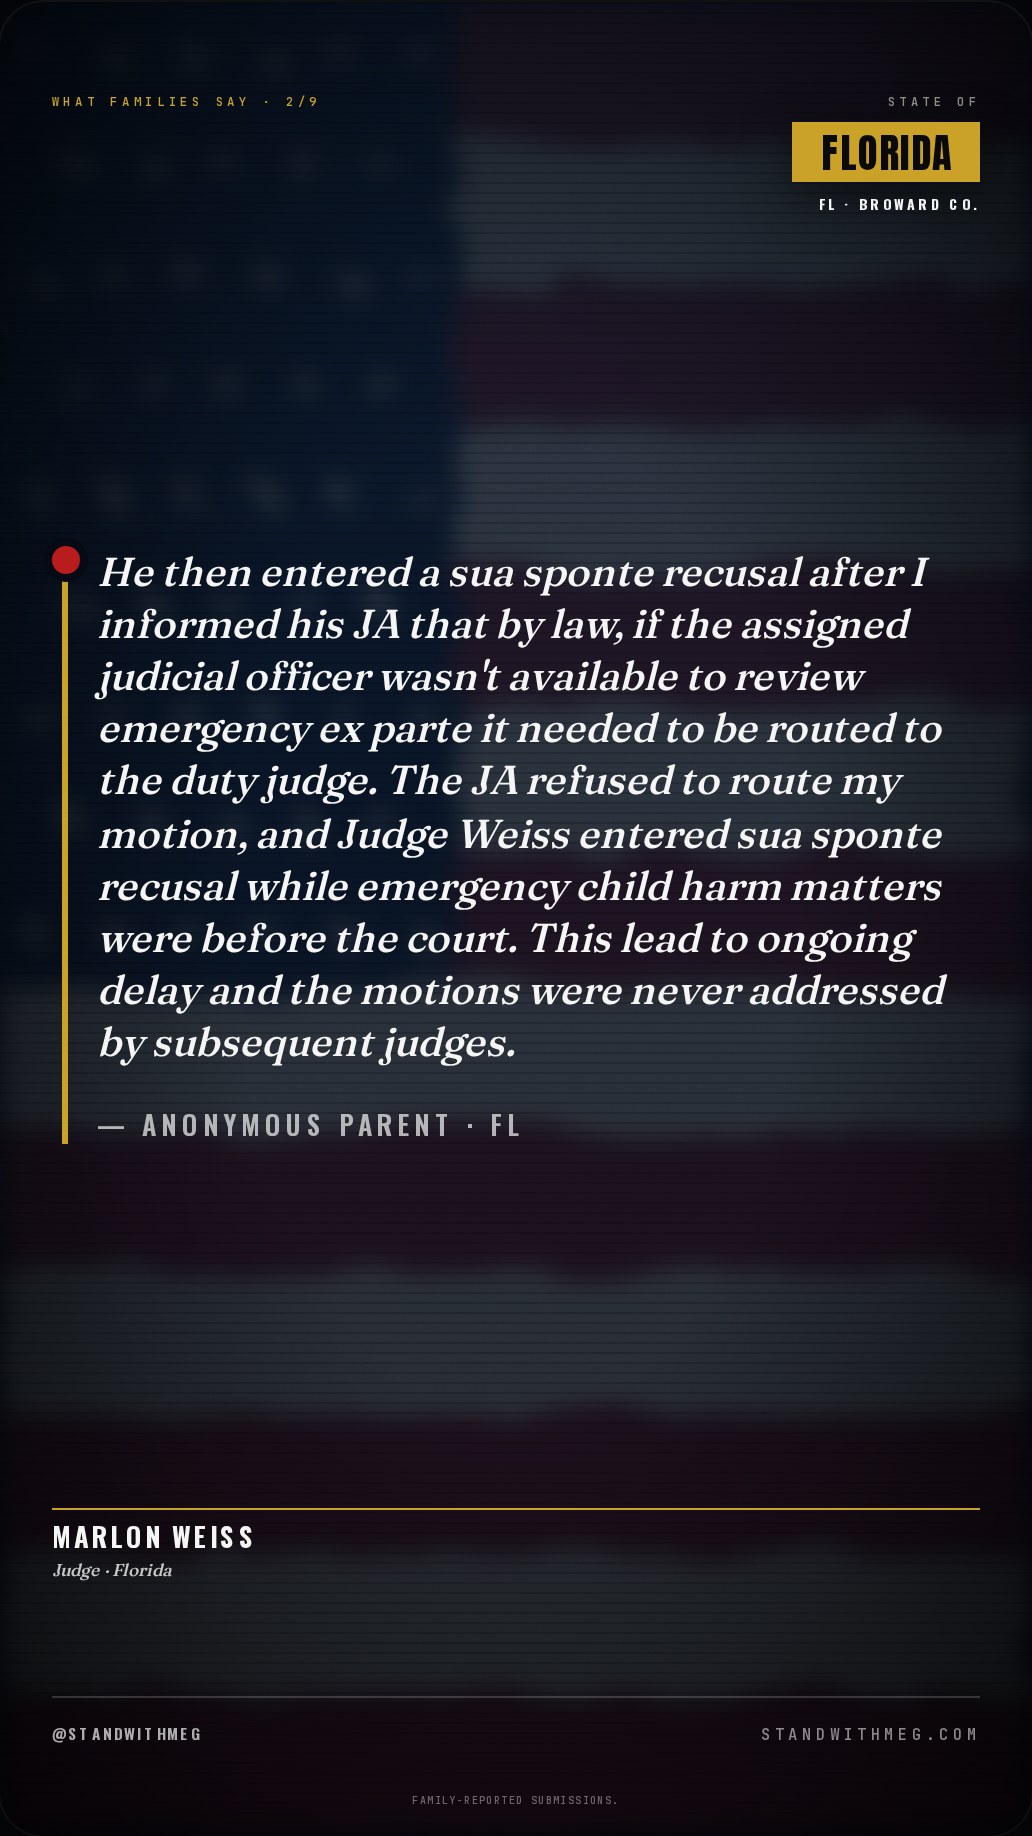 WHAT FAMILIES SAY · 2/9
STATE OF
FLORIDA
FL · BROWARD CO.
He then entered a sua sponte recusal after I
informed his JA that by law, if the assigned
judicial officer wasn't available to review
emergency ex parte it needed to be routed to
the duty judge. The JA refused to route my
motion, and Judge Weiss entered sua sponte
recusal while emergency child harm matters
were before the court. This lead to ongoing
delay and the motions were never addressed
by subsequent judges.
— ANONYMOUS PARENT · FL
MARLON WEISS
Judge · Florida
@STANDWITHMEG
STANDWITHMEG.COM
FAMILY-REPORTED SUBMISSIONS.